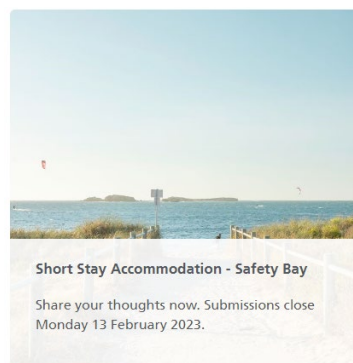 Short Stay Accommodation - Safety Bay
Share your thoughts now. Submissions close
Monday 13 February 2023.